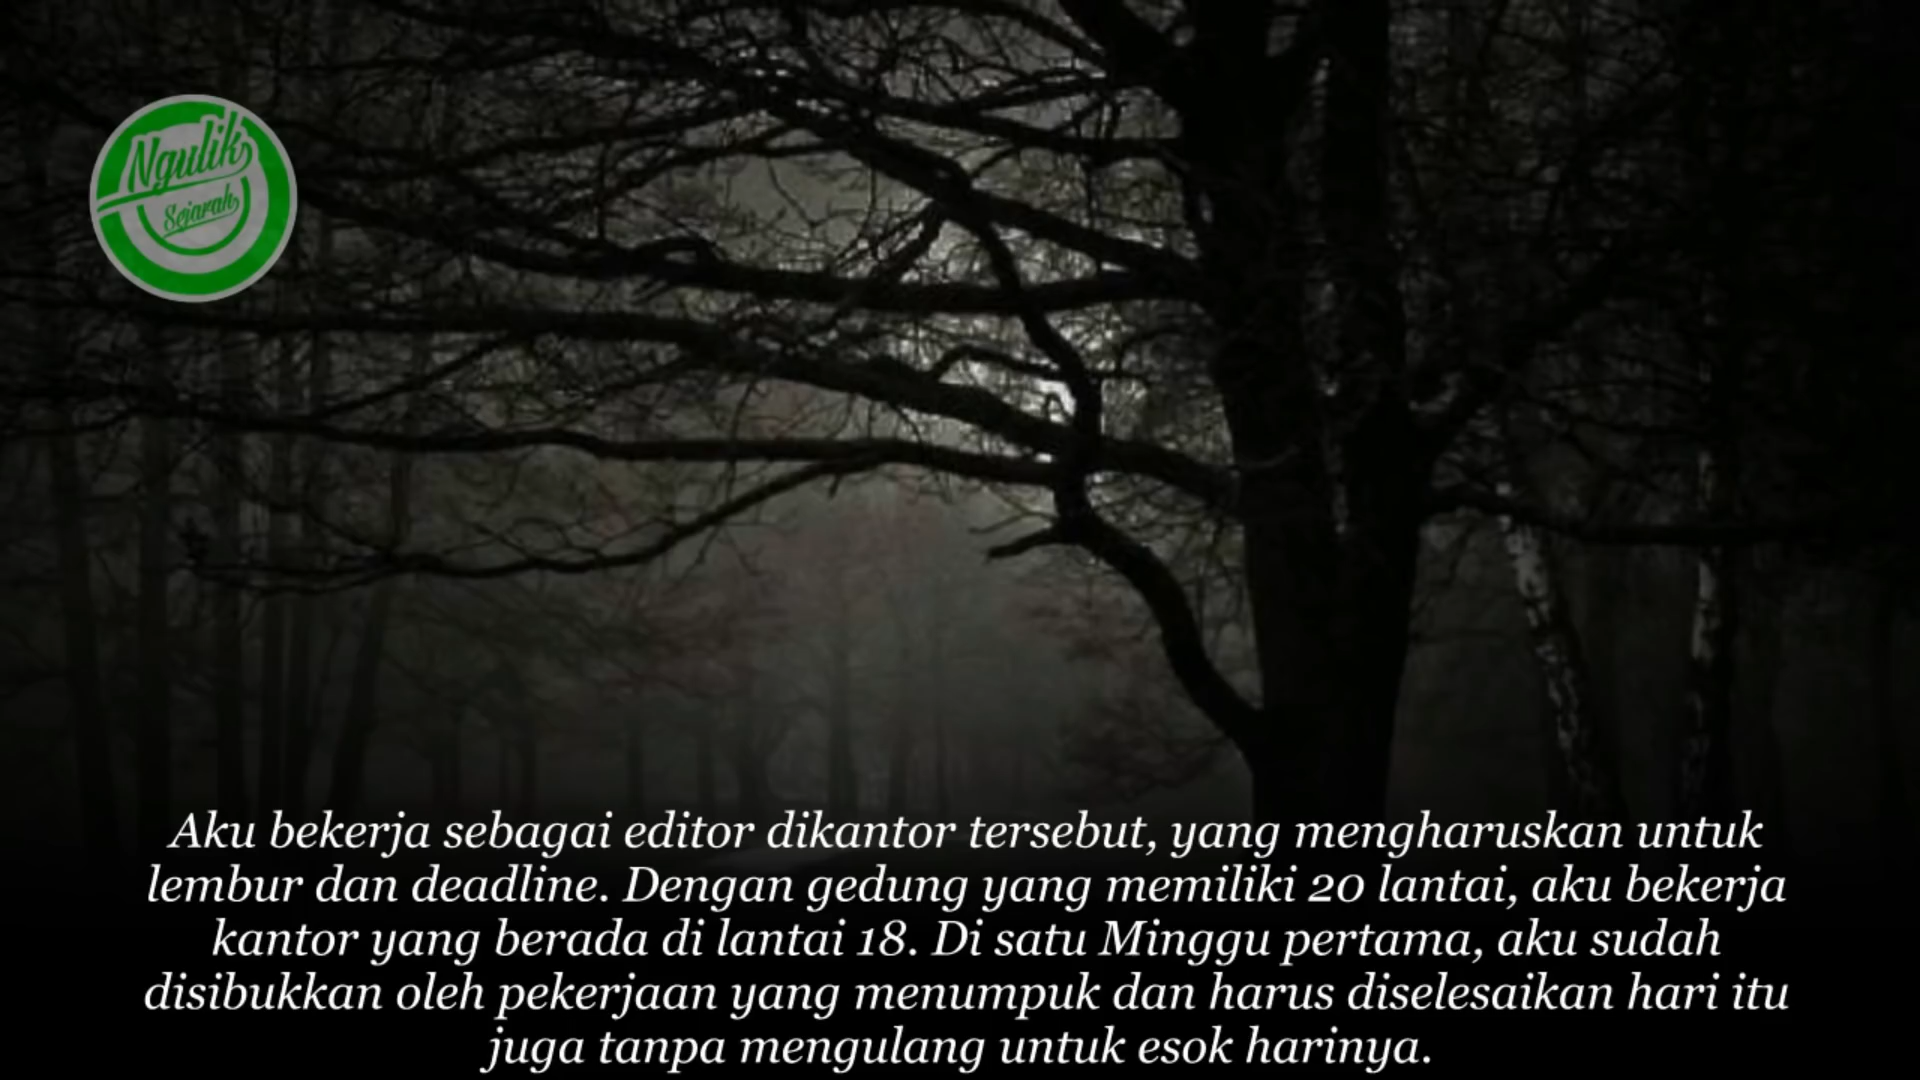 Ngulik
Sejarah
Aku bekerja sebagai editor dikantor tersebut, yang mengharuskan untuk
lembur dan deadline. Dengan gedung yang memiliki 20 lantai, aku bekerja
kantor yang berada di lantai 18. Di satu Minggu pertama, aku sudah
disibukkan oleh pekerjaan yang menumpuk dan harus diselesaikan hari itu
juga tanpa mengulang untuk esok harinya.